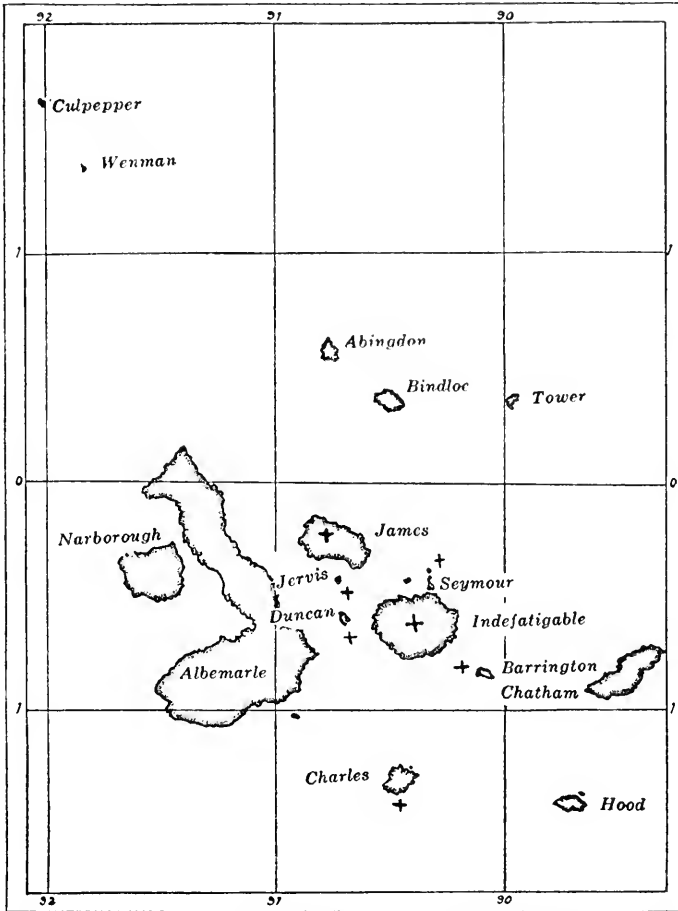 92 91 90
Culpepper
Wenman
1 1
Abingdon
Bindloe Tower
0 0
Narborough James
Jervis Seymour
Duncan Indefatigable
Albemarle Barrington
Chatham
1 1
Charles
Hood
92 91 90